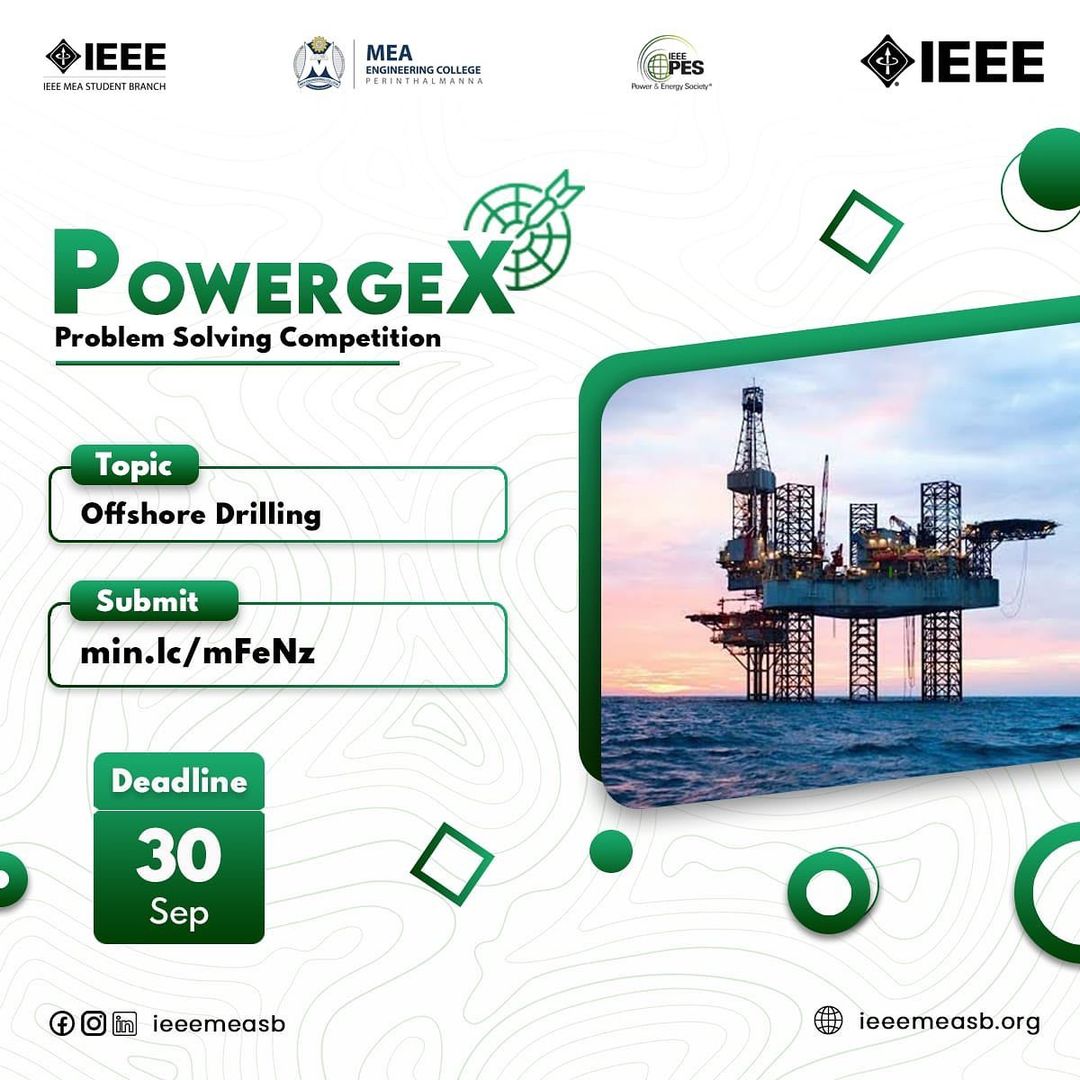 IEEE
IEEE MEA STUDENT BRANCH
MEA
ENGINEERING COLLEGE
PERINTHALMANNA
IEEE
PES
Power & Energy Society®
IEEE
POWERGEX
Problem Solving Competition
Topic
Offshore Drilling
Submit
min.lc/mFeNz
Deadline
30
Sep
ieeemeasb
ieeemeasb.org